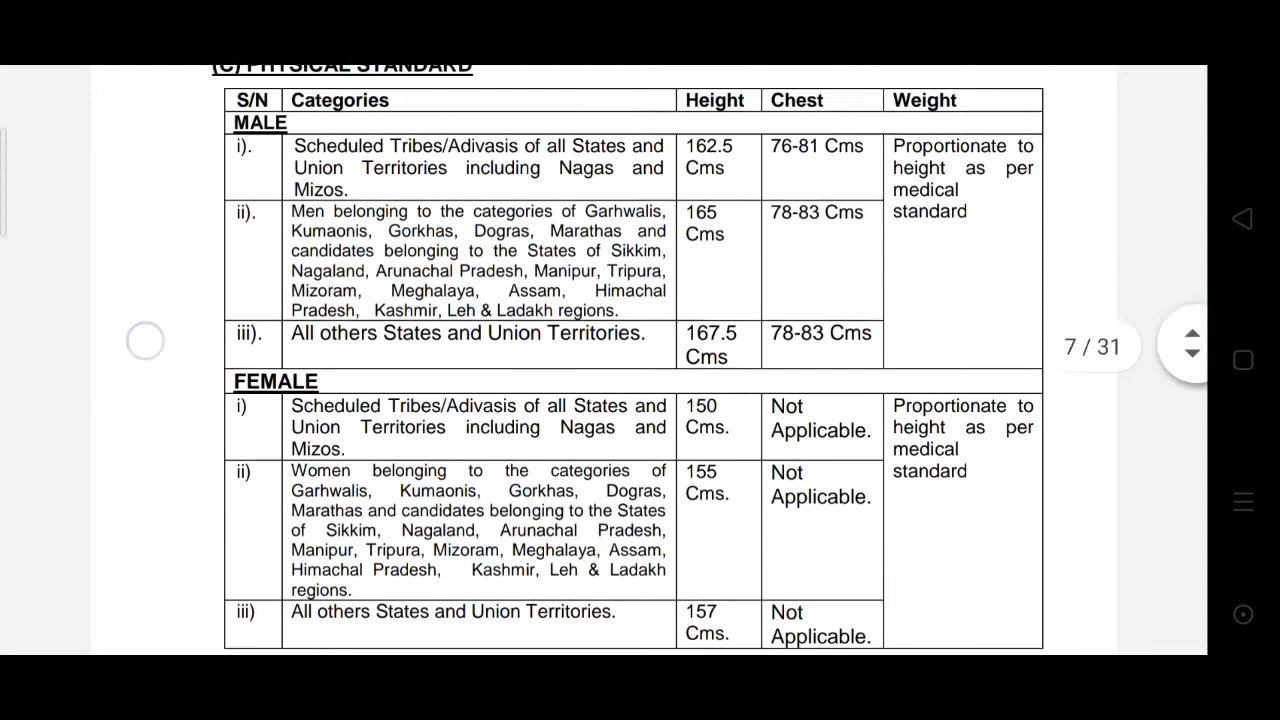 (C) PHYSICAL STANDARD
S/N Categories Height Chest Weight
MALE
i). Scheduled Tribes/Adivasis of all States and 162.5 76-81 Cms Proportionate to
Union Territories including Nagas and Cms height as per
Mizos. medical
ii). Men belonging to the categories of Garhwalis, 165 78-83 Cms standard
Kumaonis, Gorkhas, Dogras, Marathas and Cms
candidates belonging to the States of Sikkim,
Nagaland, Arunachal Pradesh, Manipur, Tripura,
Mizoram, Meghalaya, Assam, Himachal
Pradesh, Kashmir, Leh & Ladakh regions.
iii). All others States and Union Territories. 167.5 78-83 Cms
Cms
7 / 31
FEMALE
i) Scheduled Tribes/Adivasis of all States and 150 Not Proportionate to
Union Territories including Nagas and Cms. Applicable. height as per
Mizos. medical
ii) Women belonging to the categories of 155 Not standard
Garhwalis, Kumaonis, Gorkhas, Dogras, Cms. Applicable.
Marathas and candidates belonging to the States
of Sikkim, Nagaland, Arunachal Pradesh,
Manipur, Tripura, Mizoram, Meghalaya, Assam,
Himachal Pradesh, Kashmir, Leh & Ladakh
regions.
iii) All others States and Union Territories. 157 Not
Cms. Applicable.